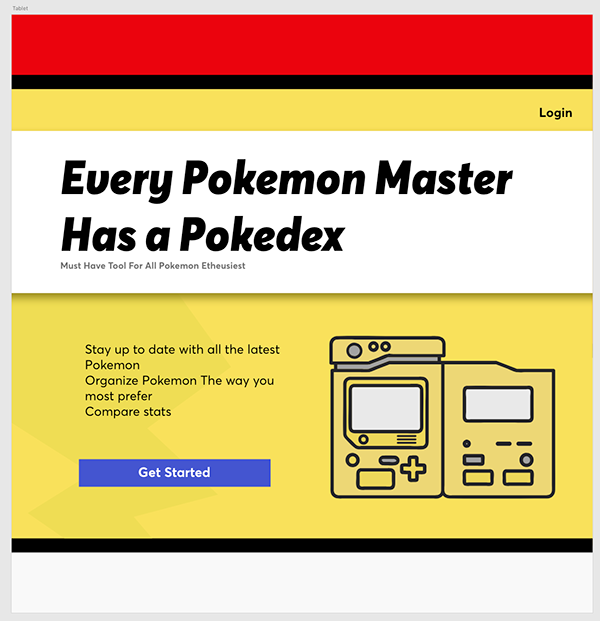 Tablet
Login
Every Pokemon Master
Has a Pokedex
Must Have Tool For All Pokemon Etheusiest
Stay up to date with all the latest
Pokemon
Organize Pokemon The way you
most prefer
Compare stats
Get Started